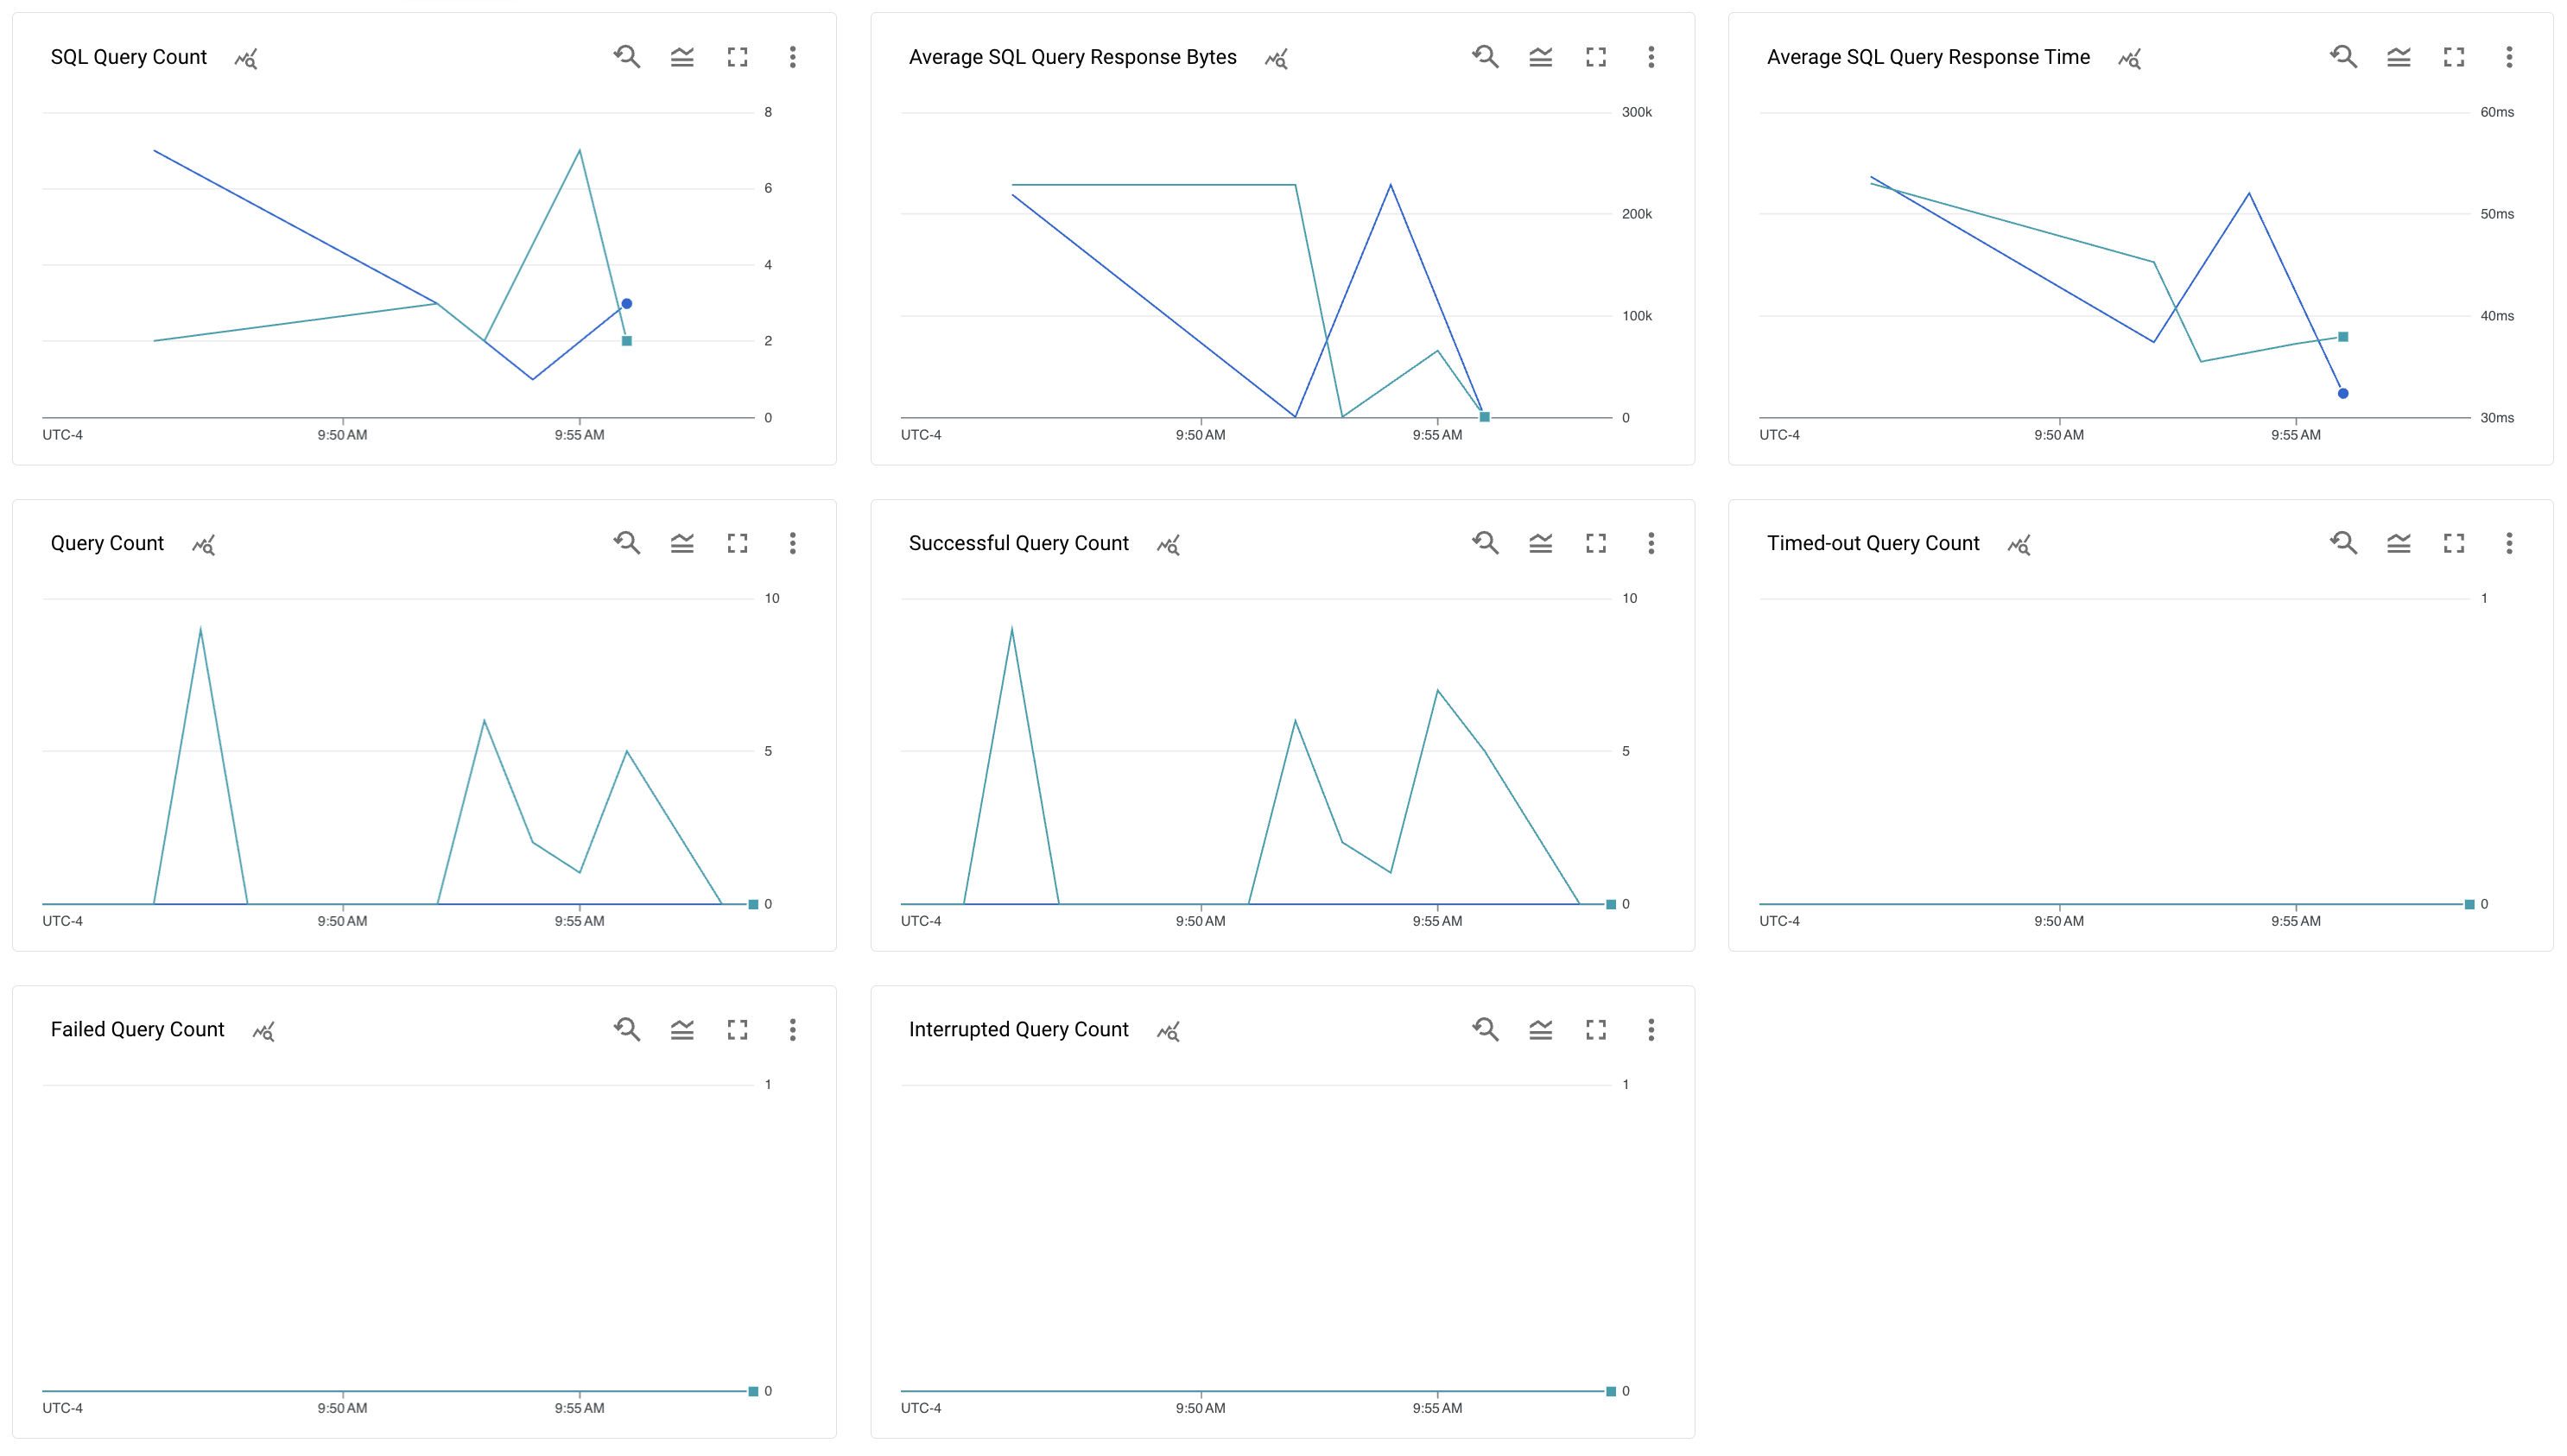 SQL Query Count
8
6
4
2
0
UTC-4 9:50 AM 9:55 AM
Average SQL Query Response Bytes
300k
200k
100k
0
UTC-4 9:50 AM 9:55 AM
Average SQL Query Response Time
60ms
50ms
40ms
30ms
UTC-4 9:50 AM 9:55 AM
Query Count
10
5
0
UTC-4 9:50 AM 9:55 AM
Successful Query Count
10
5
0
UTC-4 9:50 AM 9:55 AM
Timed-out Query Count
1
0
UTC-4 9:50 AM 9:55 AM
Failed Query Count
1
0
UTC-4 9:50 AM 9:55 AM
Interrupted Query Count
1
0
UTC-4 9:50 AM 9:55 AM